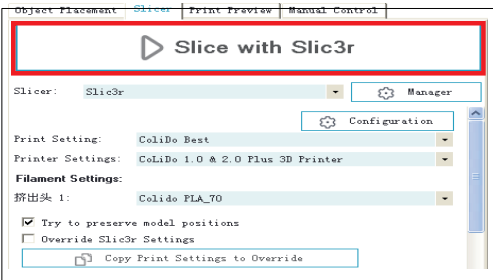 Object Placement Slicer Print Preview Manual Control
Slice with Slic3r
Slicer: Slic3r Manager
Configuration
Print Setting: ColiDo Best
Printer Settings: CoLiDo 1.0 & 2.0 Plus 3D Printer
Filament Settings:
挤出头 1: Colido PLA_70
Try to preserve model positions
Override Slic3r Settings
Copy Print Settings to Override